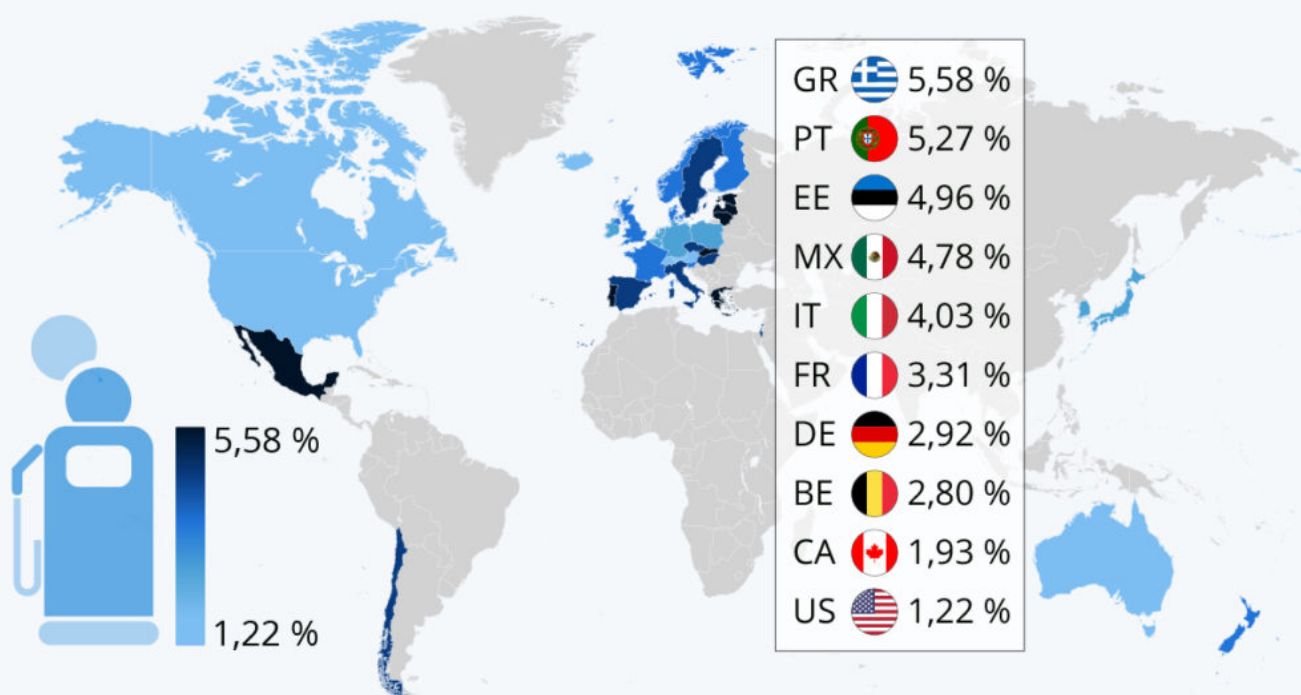 GR 5,58 %
PT 5,27 %
EE 4,96 %
MX 4,78 %
IT 4,03 %
FR 3,31 %
DE 2,92 %
BE 2,80 %
CA 1,93 %
US 1,22 %
5,58 %
1,22 %